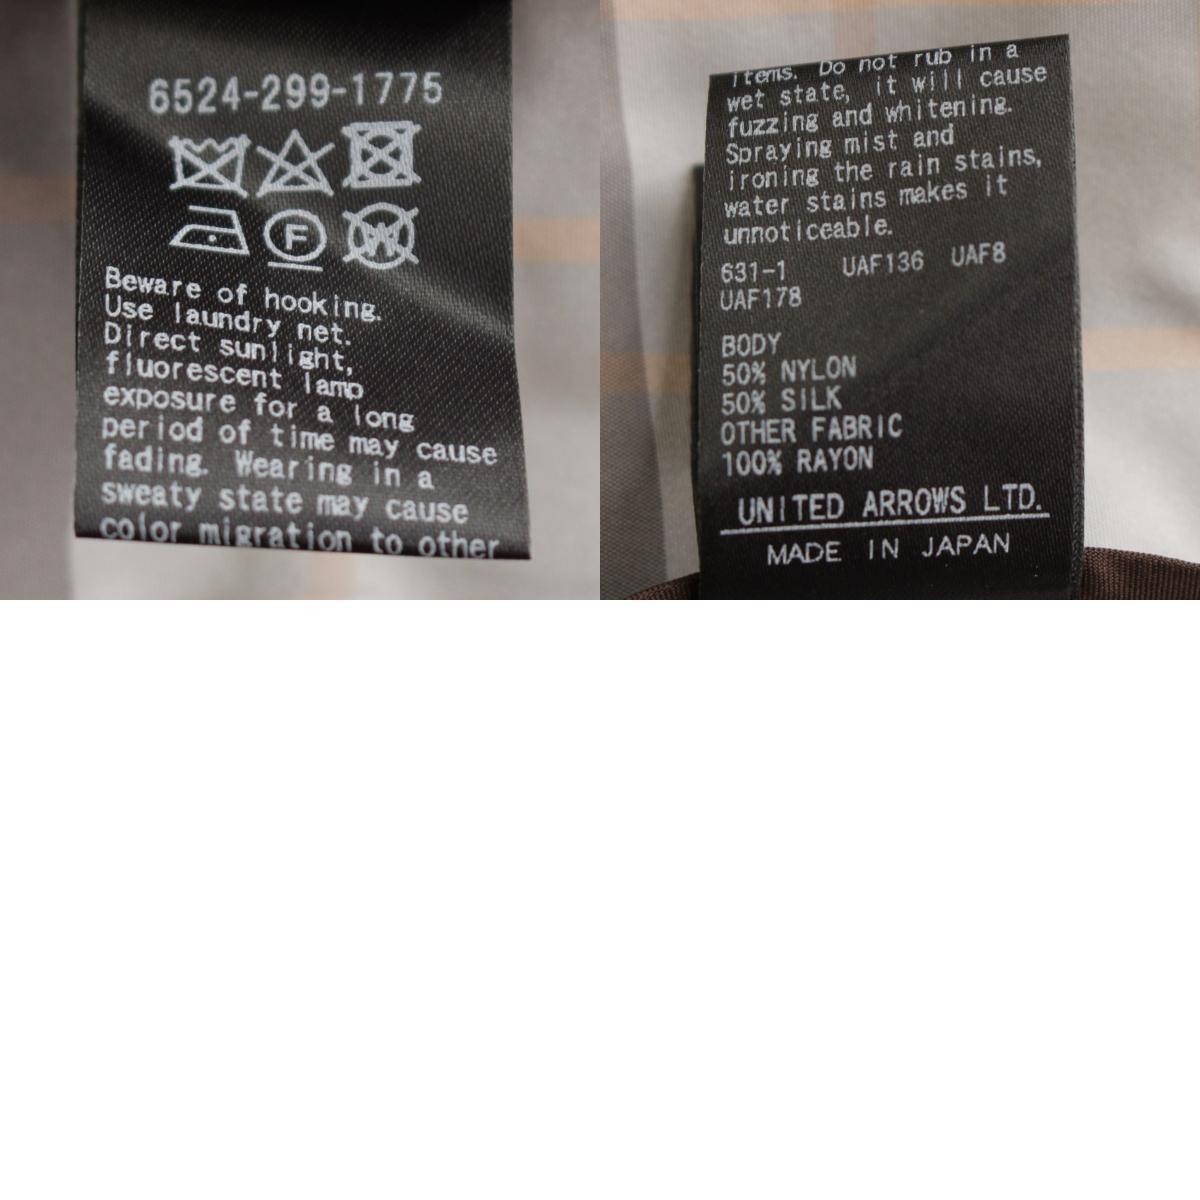 6524-299-1775
F
W
Beware of hooking.
Use laundry net.
Direct sunlight,
fluorescent lamp
exposure for a long
period of time may cause
fading. Wearing in a
sweaty state may cause
color migration to other
items. Do not rub in a
wet state, it will cause
fuzzing and whitening.
Spraying mist and
ironing the rain stains,
water stains makes it
unnoticeable.
631-1 UAF136 UAF8
UAF178
BODY
50% NYLON
50% SILK
OTHER FABRIC
100% RAYON
UNITED ARROWS LTD.
MADE IN JAPAN